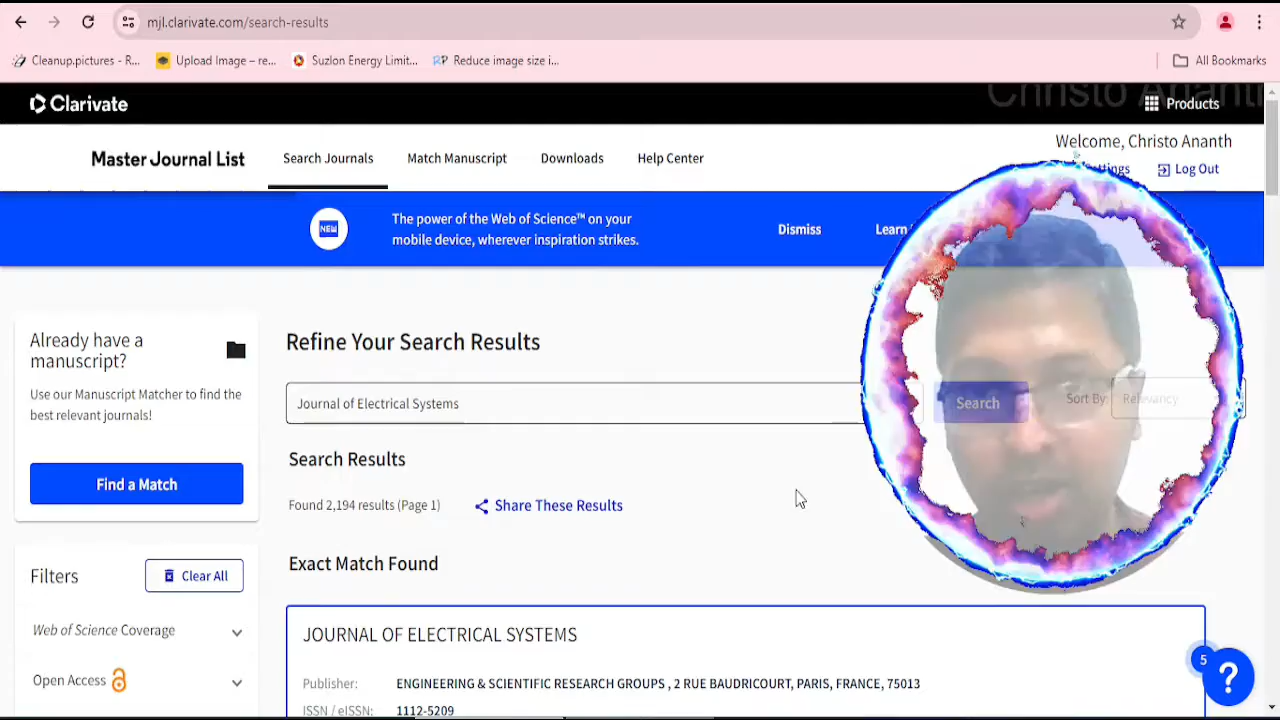 mjl.clarivate.com/search-results
Cleanup.pictures - R...
Upload Image – re...
Suzlon Energy Limit...
RP Reduce image size i...
All Bookmarks
Clarivate
Christo Ananth
Products
Master Journal List
Search Journals
Match Manuscript
Downloads
Help Center
Welcome, Christo Ananth
Log Out
NEW
The power of the Web of Science™ on your
mobile device, wherever inspiration strikes.
Dismiss
Learn
Already have a
manuscript?
Use our Manuscript Matcher to find the
best relevant journals!
Find a Match
Refine Your Search Results
Journal of Electrical Systems
Search
Sort By:
Relevancy
Search Results
Found 2,194 results (Page 1)
Share These Results
Exact Match Found
Filters
Clear All
Web of Science Coverage
Open Access
JOURNAL OF ELECTRICAL SYSTEMS
Publisher: ENGINEERING & SCIENTIFIC RESEARCH GROUPS , 2 RUE BAUDRICOURT, PARIS, FRANCE, 75013
ISSN / eISSN: 1112-5209
5
?